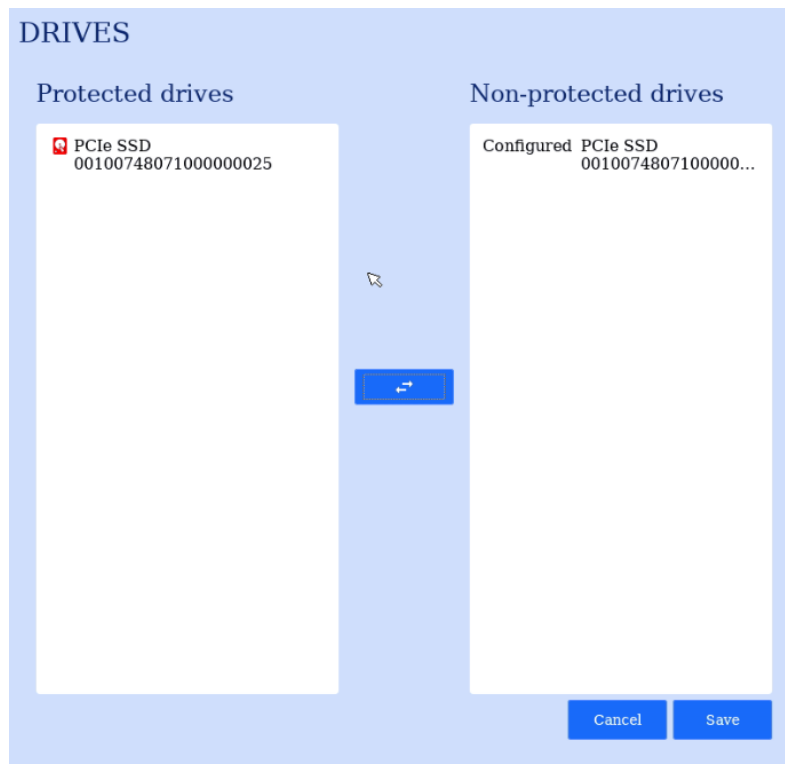 DRIVES
Protected drives
PCIe SSD
00100748071000000025
Non-protected drives
Configured PCIe SSD
0010074807100000...
Cancel
Save